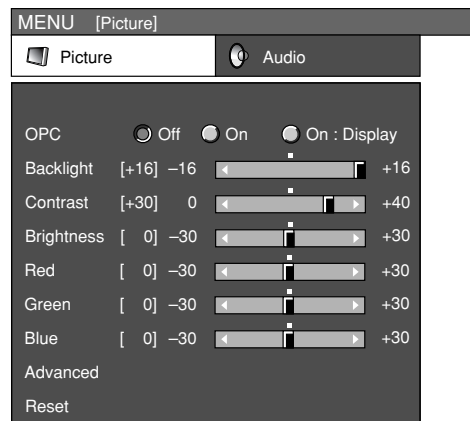 MENU [Picture]
Picture Audio
OPC Off On On : Display
Backlight [+16] –16 +16
Contrast [+30] 0 +40
Brightness [ 0] –30 +30
Red [ 0] –30 +30
Green [ 0] –30 +30
Blue [ 0] –30 +30
Advanced
Reset